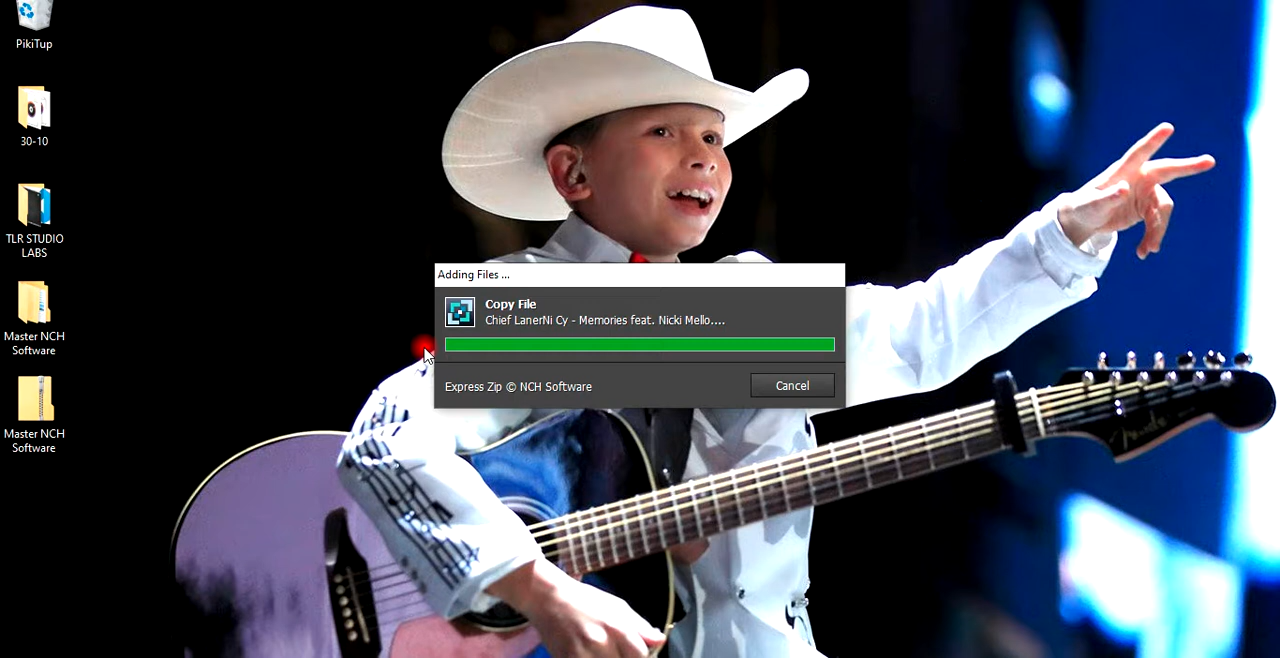 PikiTup
30-10
TLR STUDIO
LABS
Master NCH
Software
Master NCH
Software
Adding Files ...
Copy File
Chief LanerNi Cy - Memories feat. Nicki Mello....
Express Zip © NCH Software
Cancel
Fender